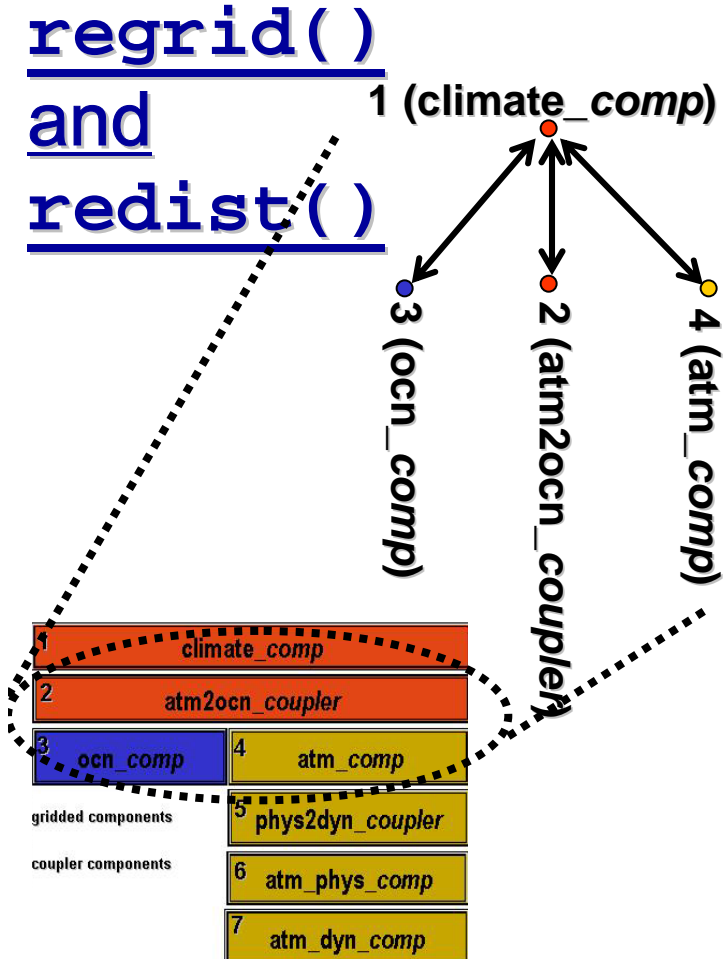 regrid()
and
redist()
1 (climate_comp)
3 (ocn_comp)
2 (atm2ocn_coupler)
4 (atm_comp)
1 climate_comp
2 atm2ocn_coupler
3 ocn_comp
4 atm_comp
gridded components
coupler components
5 phys2dyn_coupler
6 atm_phys_comp
7 atm_dyn_comp